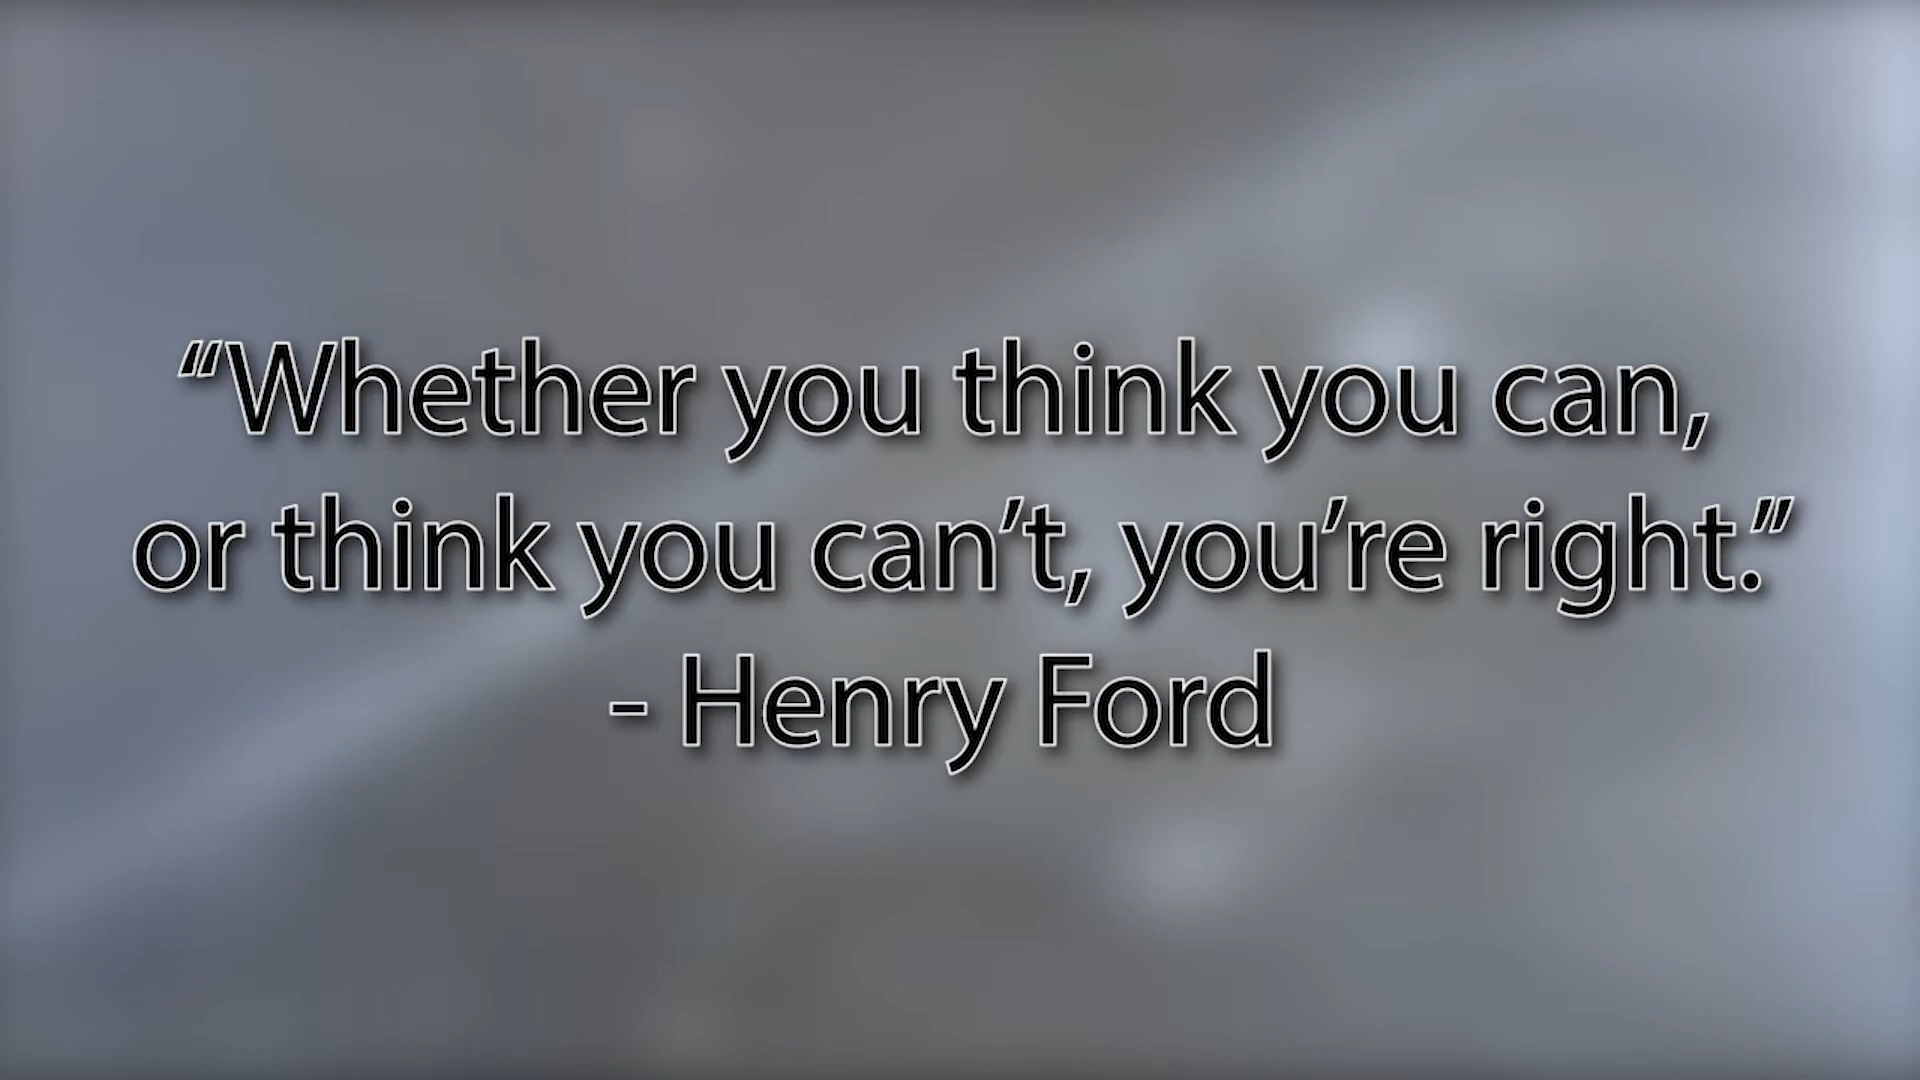 “Whether you think you can,
or think you can’t, you’re right.”
- Henry Ford